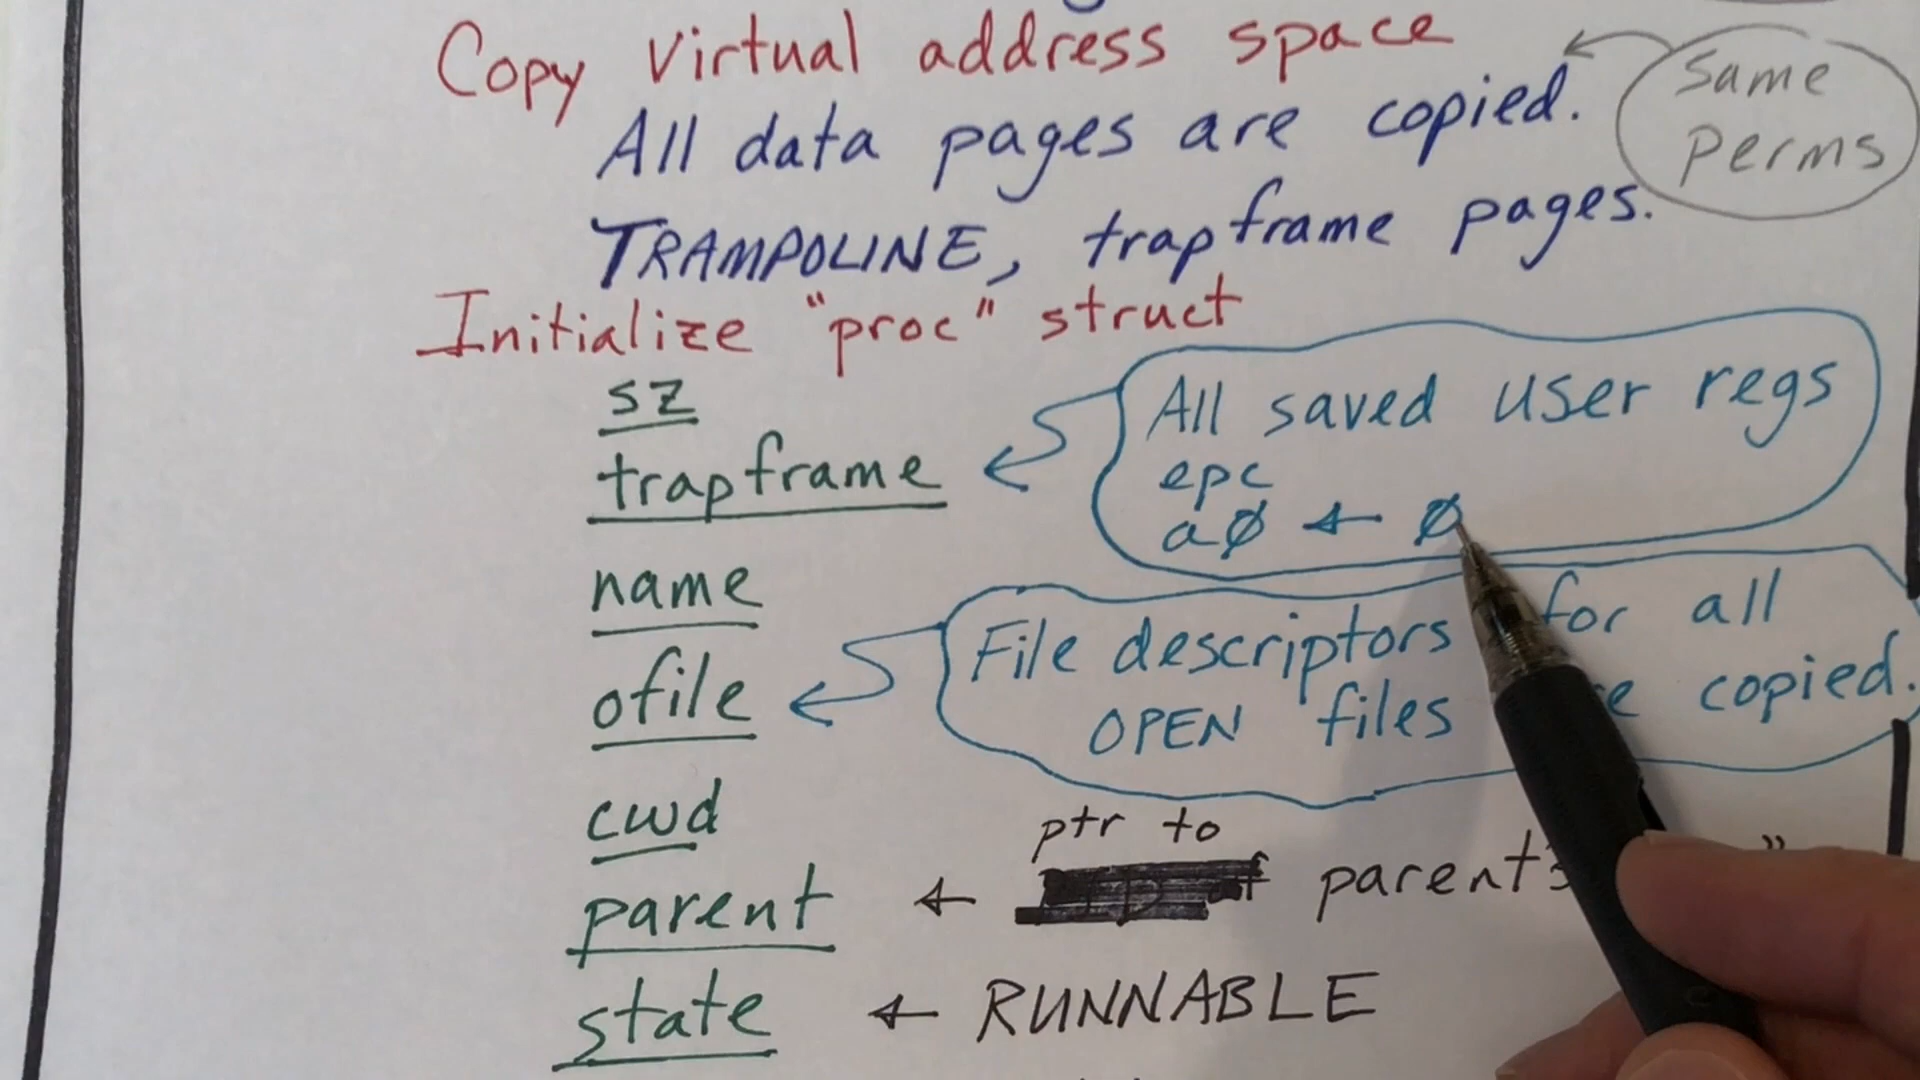 Copy virtual address space
All data pages are copied.
Same
perms
TRAMPOLINE, trapframe pages.
Initialize "proc" struct
sz
trapframe
All saved user regs
epc
aØ ← Ø
name
ofile
File descriptors for all
OPEN files copied.
cwd
parent ← ptr to parent's "
state ← RUNNABLE